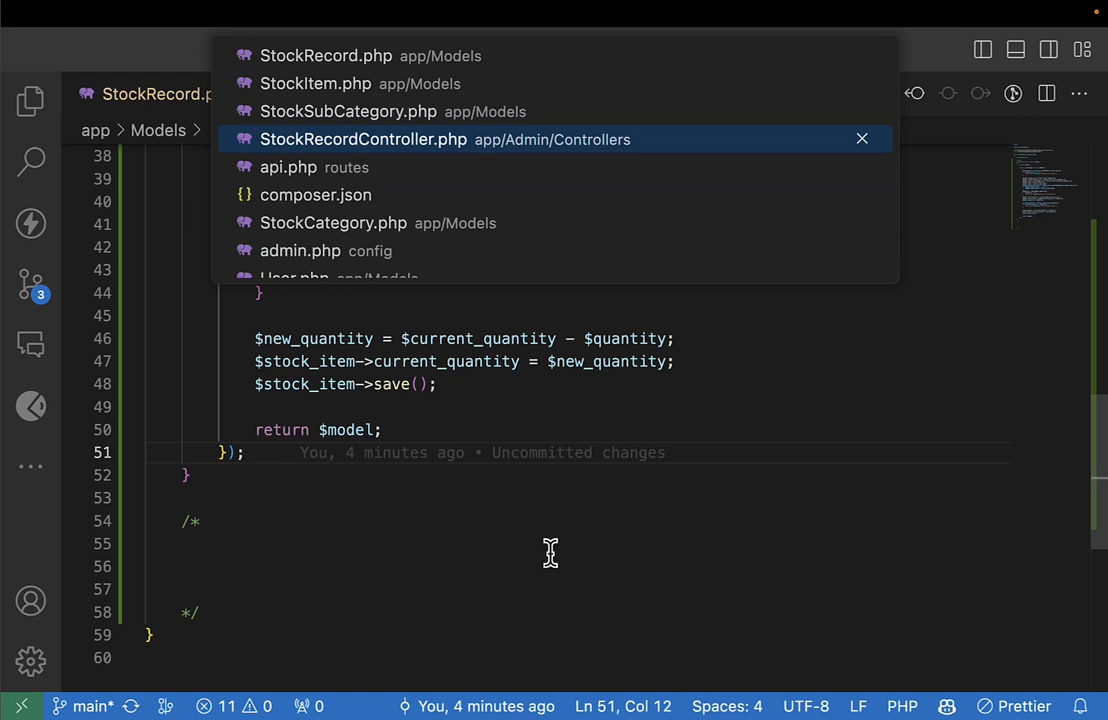 StockRecord.php app/Models
StockItem.php app/Models
StockSubCategory.php app/Models
StockRecordController.php app/Admin/Controllers
api.php routes
{} composer.json
StockCategory.php app/Models
admin.php config
User.php app/Models
StockRecord.p
app > Models >
38
39
40
41
42
43
44 }
45
46 $new_quantity = $current_quantity - $quantity;
47 $stock_item->current_quantity = $new_quantity;
48 $stock_item->save();
49
50 return $model;
51 }); You, 4 minutes ago • Uncommitted changes
52 }
53
54 /*
55
56
57
58 */
59 }
60
3
main* 11 0 0 You, 4 minutes ago Ln 51, Col 12 Spaces: 4 UTF-8 LF PHP Prettier